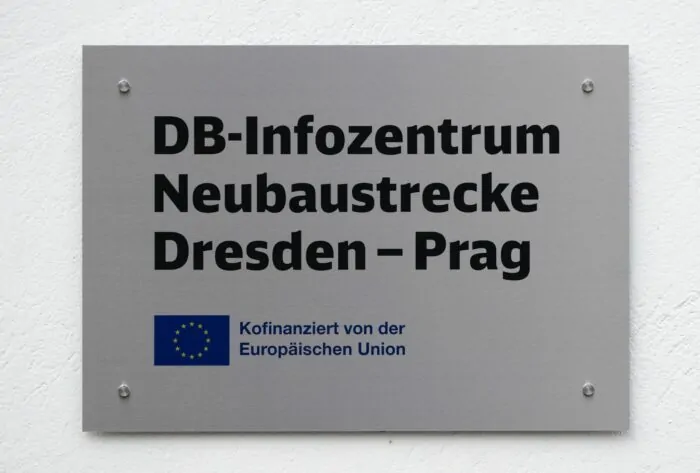 DB-Infozentrum
Neubaustrecke
Dresden – Prag
Kofinanziert von der
Europäischen Union